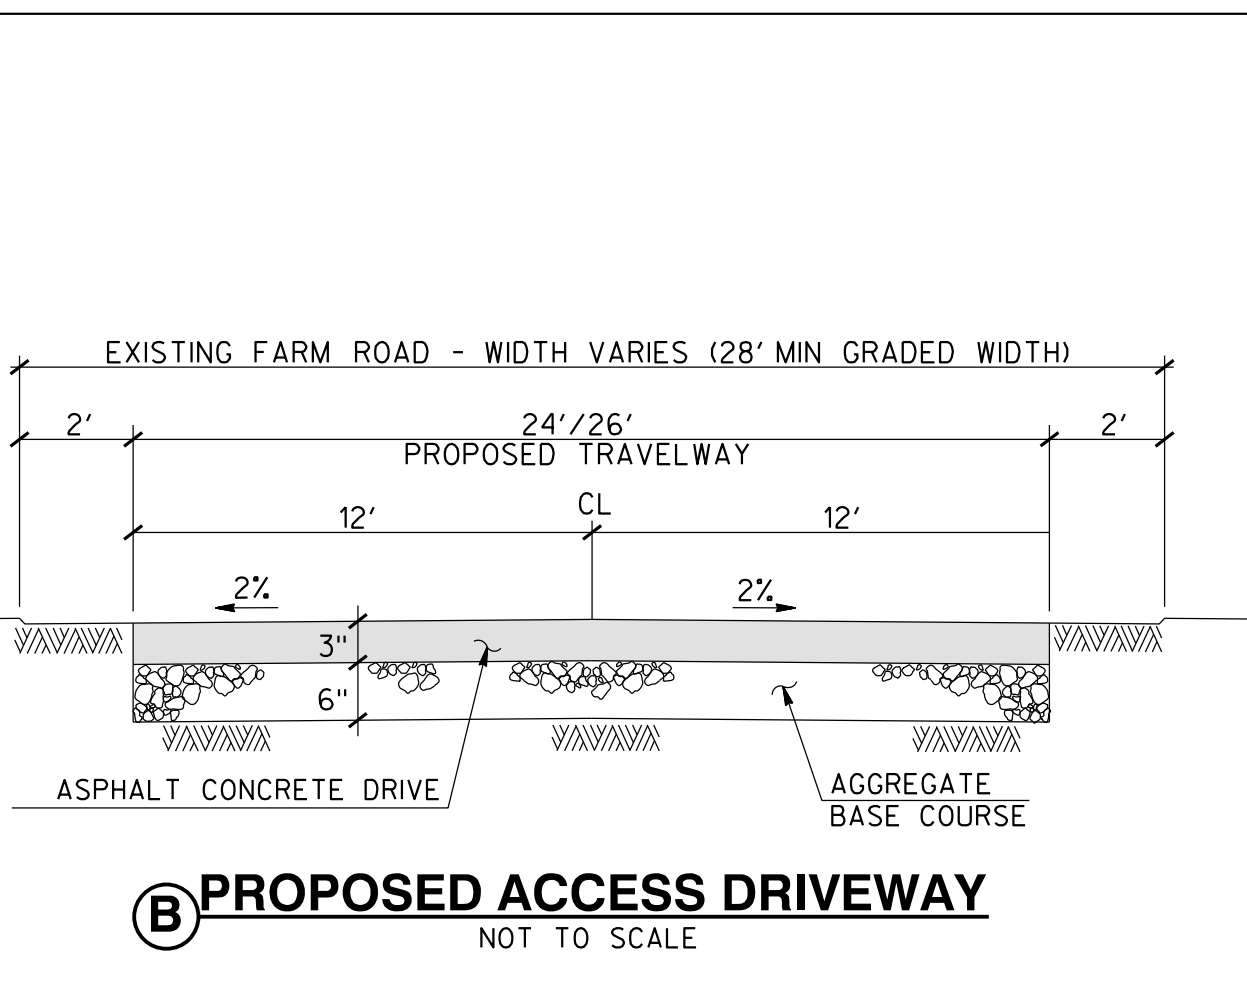 EXISTING FARM ROAD - WIDTH VARIES (28' MIN GRADED WIDTH)
2' 24'/26' 2'
PROPOSED TRAVELWAY
CL
12' 12'
2% 2%
3"
6"
ASPHALT CONCRETE DRIVE
AGGREGATE
BASE COURSE
B PROPOSED ACCESS DRIVEWAY
NOT TO SCALE